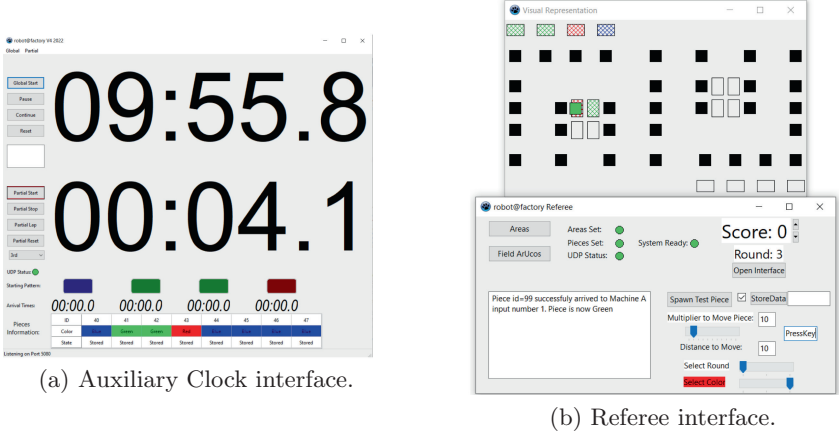 robot@factory V4-2022
Global Partial
Global Start
Pause
Continue
Reset
09:55.8
Partial Start
Partial Stop
Partial Lap
Partial Reset
3rd
00:04.1
UDP Status:
Starting Pattern:
Arrival Times: 00:00.0 00:00.0 00:00.0 00:00.0
Pieces Information:
ID 40 41 42 43 44 45 46 47
Color Blue Green Green Red Blue Blue Blue Blue
State Stored Stored Stored Stored Stored Stored Stored Stored
Listening on Port 5000
(a) Auxiliary Clock interface.
Visual Representation
robot@factory Referee
Areas
Field ArUcos
Areas Set:
Pieces Set:
UDP Status:
System Ready:
Score: 0
Round: 3
Open Interface
Piece id=99 successfuly arrived to Machine A
input number 1. Piece is now Green
Spawn Test Piece
StoreData
Multiplier to Move Piece: 10
PressKey
Distance to Move: 10
Select Round
Select Color
(b) Referee interface.